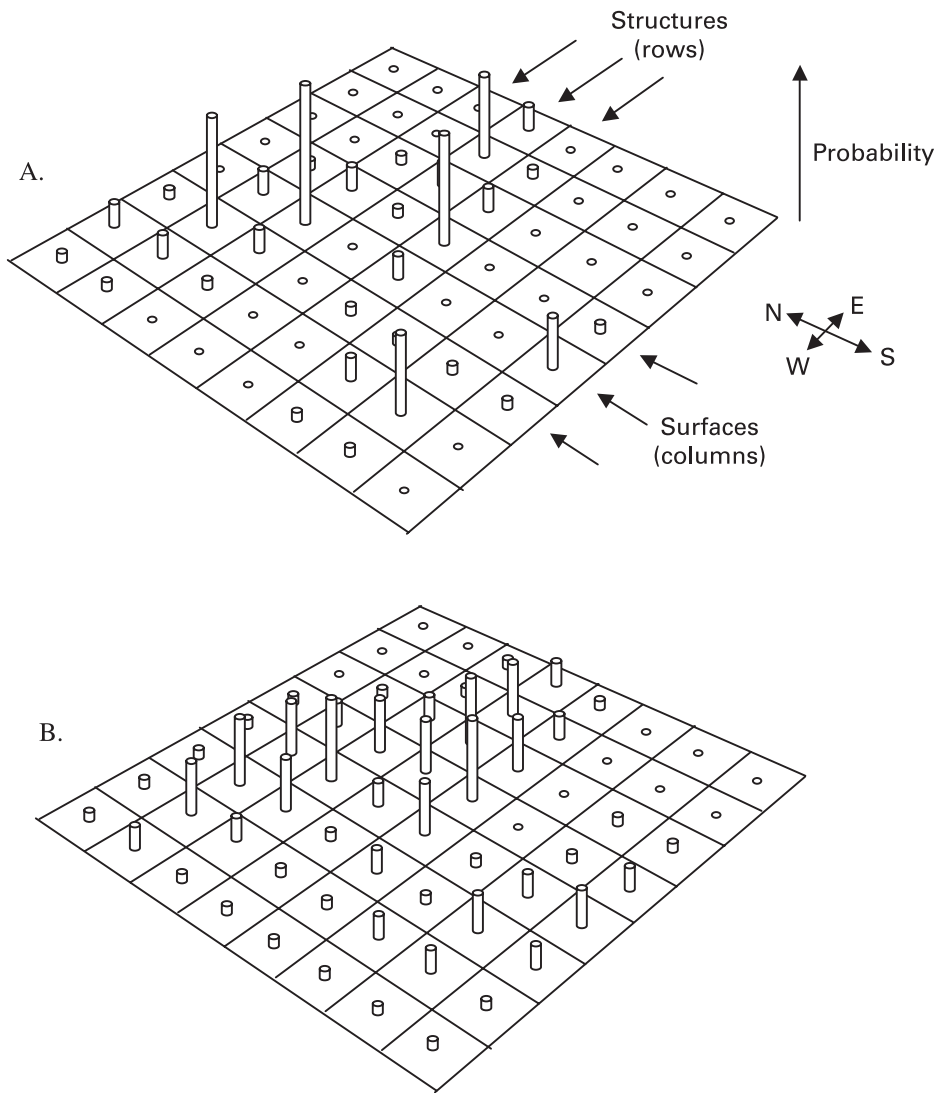 Structures
(rows)
A.
Probability
N
E
W
S
Surfaces
(columns)
B.